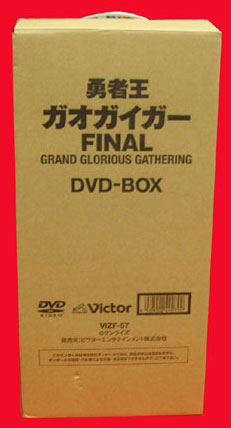 勇者王
ガオガイガー
FINAL
GRAND GLORIOUS GATHERING
DVD-BOX
DVD
VIDEO
Victor
VIZF-57
©サンライズ
発売元:ビクターエンタテインメント株式会社